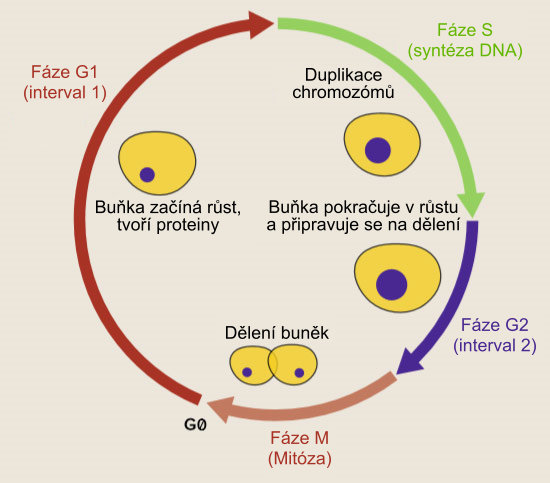 Fáze S
(syntéza DNA)
Fáze G1
(interval 1)
Duplikace
chromozómů
Buňka začíná růst,
tvoří proteiny
Buňka pokračuje v růstu
a připravuje se na dělení
Fáze G2
(interval 2)
Dělení buněk
G0
Fáze M
(Mitóza)